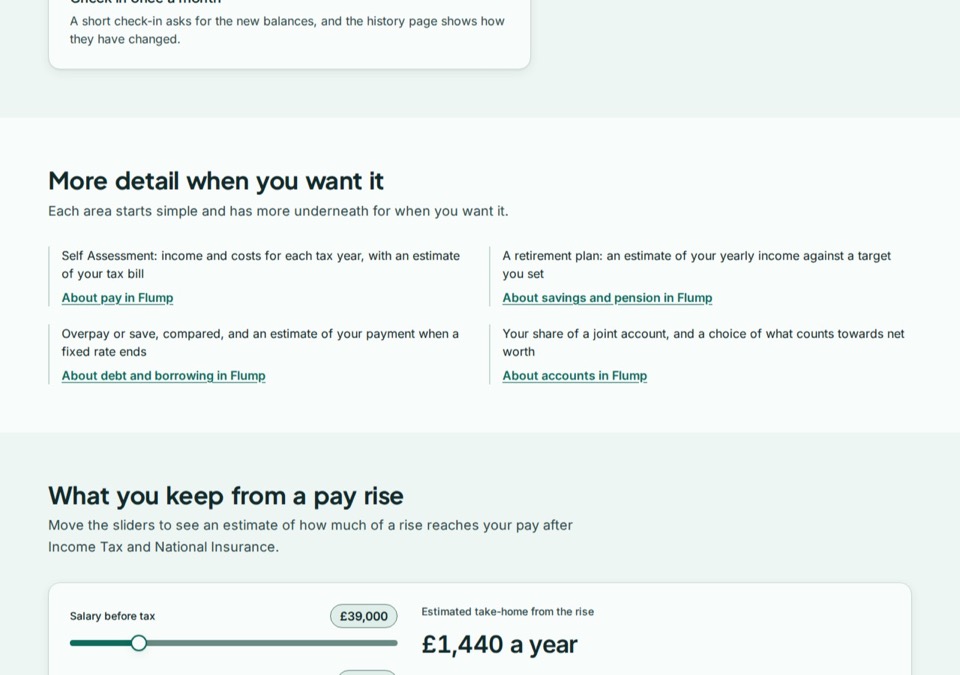 A short check-in asks for the new balances, and the history page shows how
they have changed.
More detail when you want it
Each area starts simple and has more underneath for when you want it.
Self Assessment: income and costs for each tax year, with an estimate
of your tax bill
About pay in Flump
A retirement plan: an estimate of your yearly income against a target
you set
About savings and pension in Flump
Overpay or save, compared, and an estimate of your payment when a
fixed rate ends
About debt and borrowing in Flump
Your share of a joint account, and a choice of what counts towards net
worth
About accounts in Flump
What you keep from a pay rise
Move the sliders to see an estimate of how much of a rise reaches your pay after
Income Tax and National Insurance.
Salary before tax
£39,000
Estimated take-home from the rise
£1,440 a year